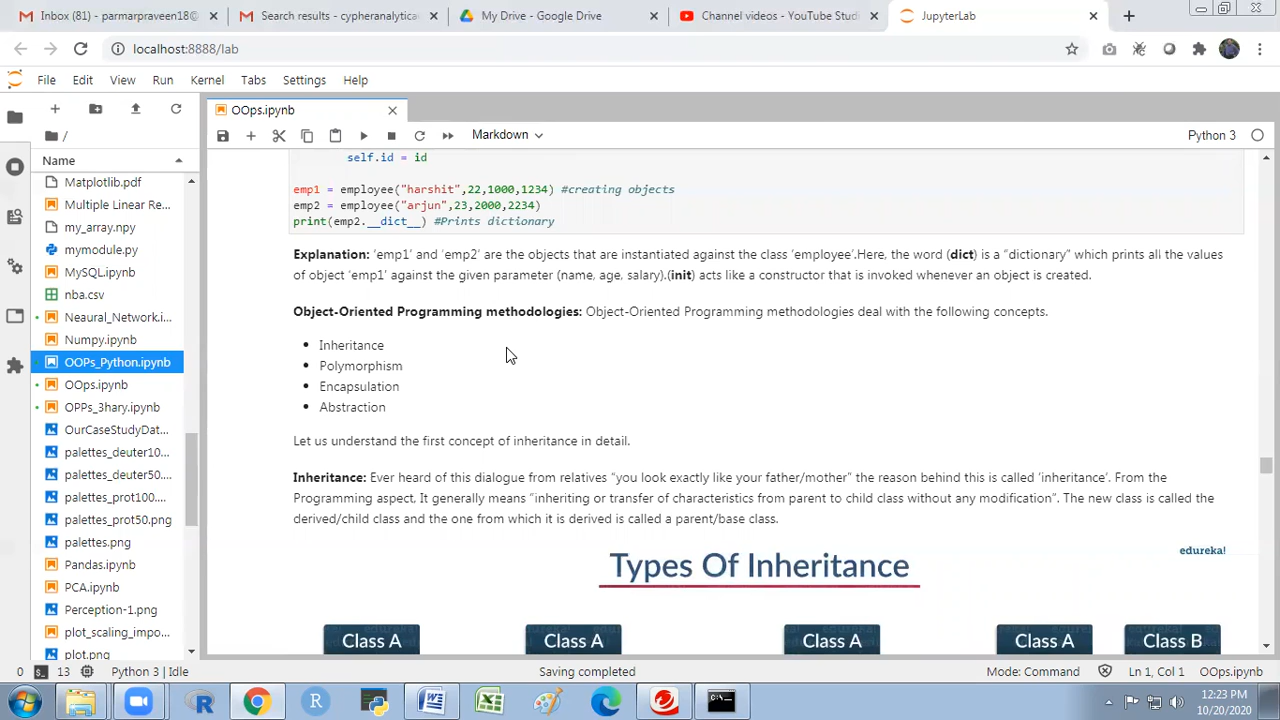 Inbox (81) - parmarpraveen18@
Search results - cypheranalytica
My Drive - Google Drive
Channel videos - YouTube Studi
JupyterLab
localhost:8888/lab
File Edit View Run Kernel Tabs Settings Help
OOps.ipynb
/
Markdown
Python 3
Name
Matplotlib.pdf
Multiple Linear Re...
my_array.npy
mymodule.py
MySQL.ipynb
nba.csv
Neaural_Network.i...
Numpy.ipynb
OOPs_Python.ipynb
OOps.ipynb
OPPs_3hary.ipynb
OurCaseStudyDat...
palettes_deuter10...
palettes_deuter50...
palettes_prot100....
palettes_prot50.png
palettes.png
Pandas.ipynb
PCA.ipynb
Perception-1.png
plot_scaling_impo...
plot.png
self.id = id
emp1 = employee("harshit",22,1000,1234) #creating objects
emp2 = employee("arjun",23,2000,2234)
print(emp2.__dict__) #Prints dictionary
Explanation: ‘emp1’ and ‘emp2’ are the objects that are instantiated against the class ‘employee’.Here, the word (dict) is a “dictionary” which prints all the values
of object ‘emp1’ against the given parameter (name, age, salary).(init) acts like a constructor that is invoked whenever an object is created.
Object-Oriented Programming methodologies: Object-Oriented Programming methodologies deal with the following concepts.
• Inheritance
• Polymorphism
• Encapsulation
• Abstraction
Let us understand the first concept of inheritance in detail.
Inheritance: Ever heard of this dialogue from relatives “you look exactly like your father/mother” the reason behind this is called ‘inheritance’. From the
Programming aspect, It generally means “inheriting or transfer of characteristics from parent to child class without any modification”. The new class is called the
derived/child class and the one from which it is derived is called a parent/base class.
edureka!
Types Of Inheritance
Class A Class A Class A Class A Class B
0 13 Python 3 | Idle Saving completed Mode: Command Ln 1, Col 1 OOps.ipynb
12:23 PM
10/20/2020